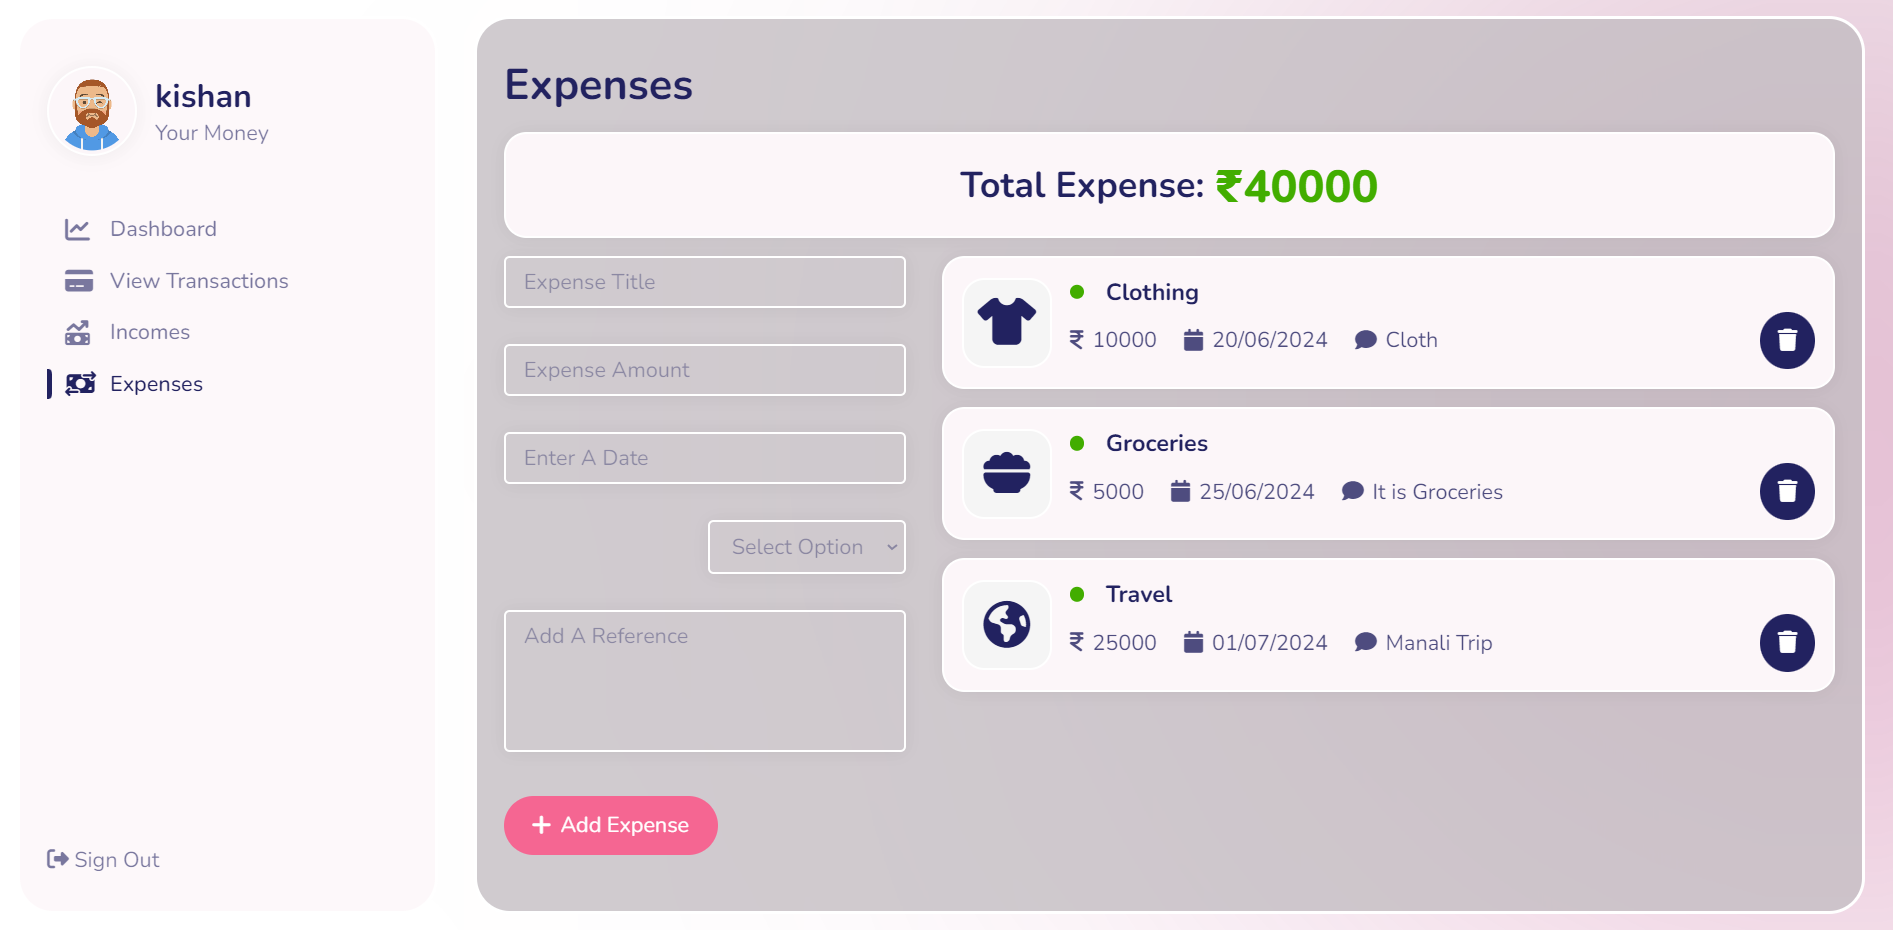 kishan
Your Money
Dashboard
View Transactions
Incomes
Expenses
Sign Out
Expenses
Total Expense: ₹40000
Expense Title
Expense Amount
Enter A Date
Select Option
Add A Reference
+ Add Expense
Clothing
₹ 10000 20/06/2024 Cloth
Groceries
₹ 5000 25/06/2024 It is Groceries
Travel
₹ 25000 01/07/2024 Manali Trip